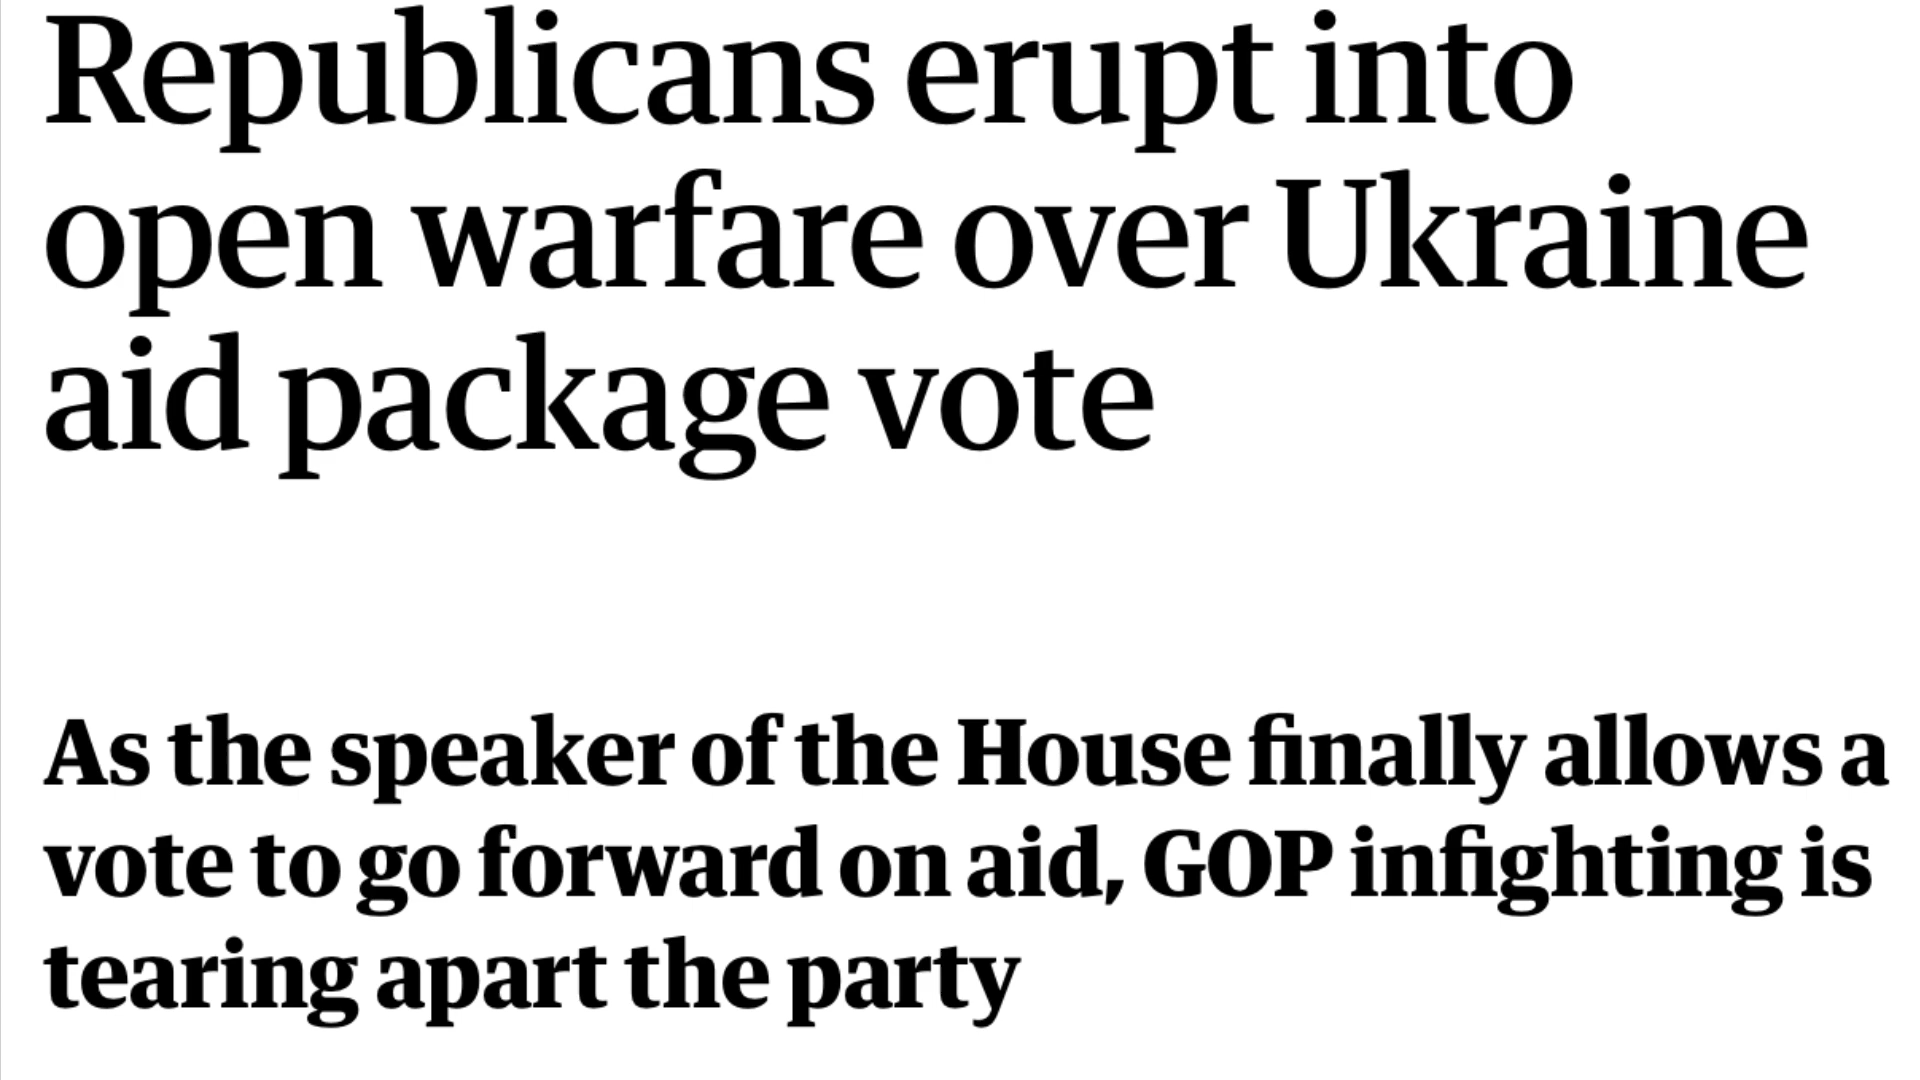 Republicans erupt into
open warfare over Ukraine
aid package vote
As the speaker of the House finally allows a
vote to go forward on aid, GOP infighting is
tearing apart the party